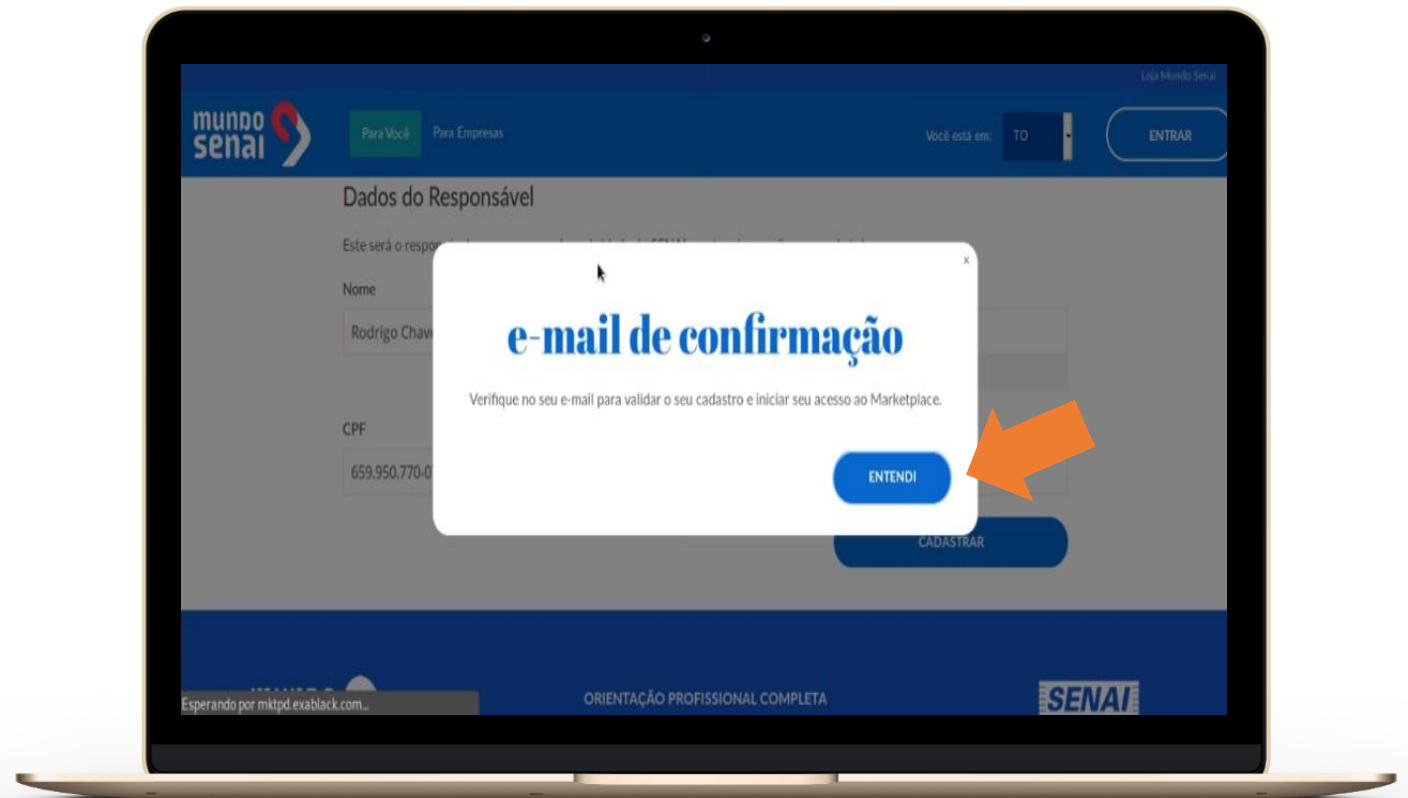 Loja Mundo Senai
mundo
senai
Para Você
Para Empresas
Você está em:
TO
ENTRAR
Dados do Responsável
Este será o
Nome
Rodrigo
x
e-mail de confirmação
Verifique no seu e-mail para validar o seu cadastro e iniciar seu acesso ao Marketplace.
CPF
659.950.770-0
ENTENDI
CADASTRAR
ORIENTAÇÃO PROFISSIONAL COMPLETA
SENAI
Esperando por mktpd.exablack.com...